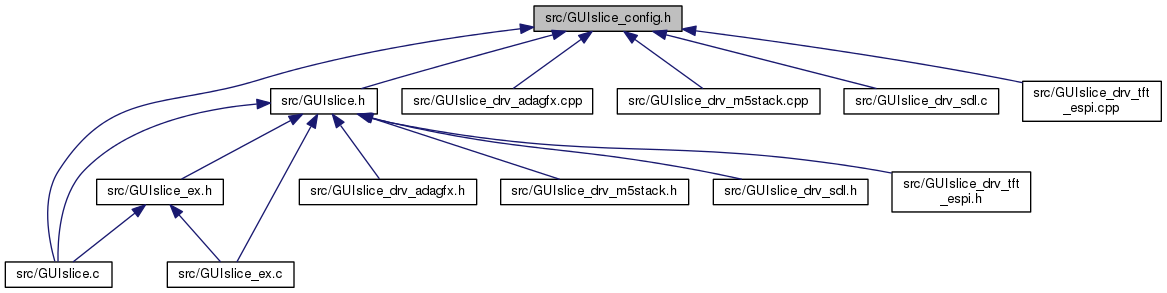 src/GUIslice_config.h
src/GUIslice.h
src/GUIslice_drv_adagfx.cpp
src/GUIslice_drv_m5stack.cpp
src/GUIslice_drv_sdl.c
src/GUIslice_drv_tft
_espi.cpp
src/GUIslice_ex.h
src/GUIslice_drv_adagfx.h
src/GUIslice_drv_m5stack.h
src/GUIslice_drv_sdl.h
src/GUIslice_drv_tft
_espi.h
src/GUIslice.c
src/GUIslice_ex.c